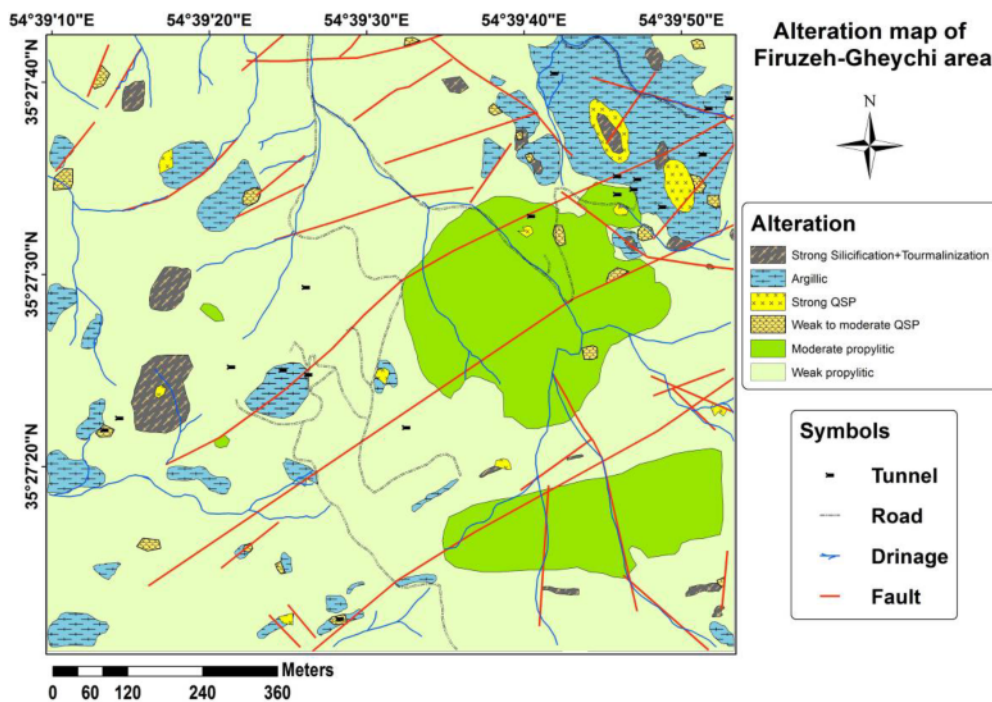 54°39'10"E 54°39'20"E 54°39'30"E 54°39'40"E 54°39'50"E
35°27'40"N
35°27'30"N
35°27'20"N
Alteration map of
Firuzeh-Gheychi area
N
Alteration
Strong Silicification+Tourmalinization
Argillic
Strong QSP
Weak to moderate QSP
Moderate propylitic
Weak propylitic
Symbols
Tunnel
Road
Drinage
Fault
Meters
0 60 120 240 360